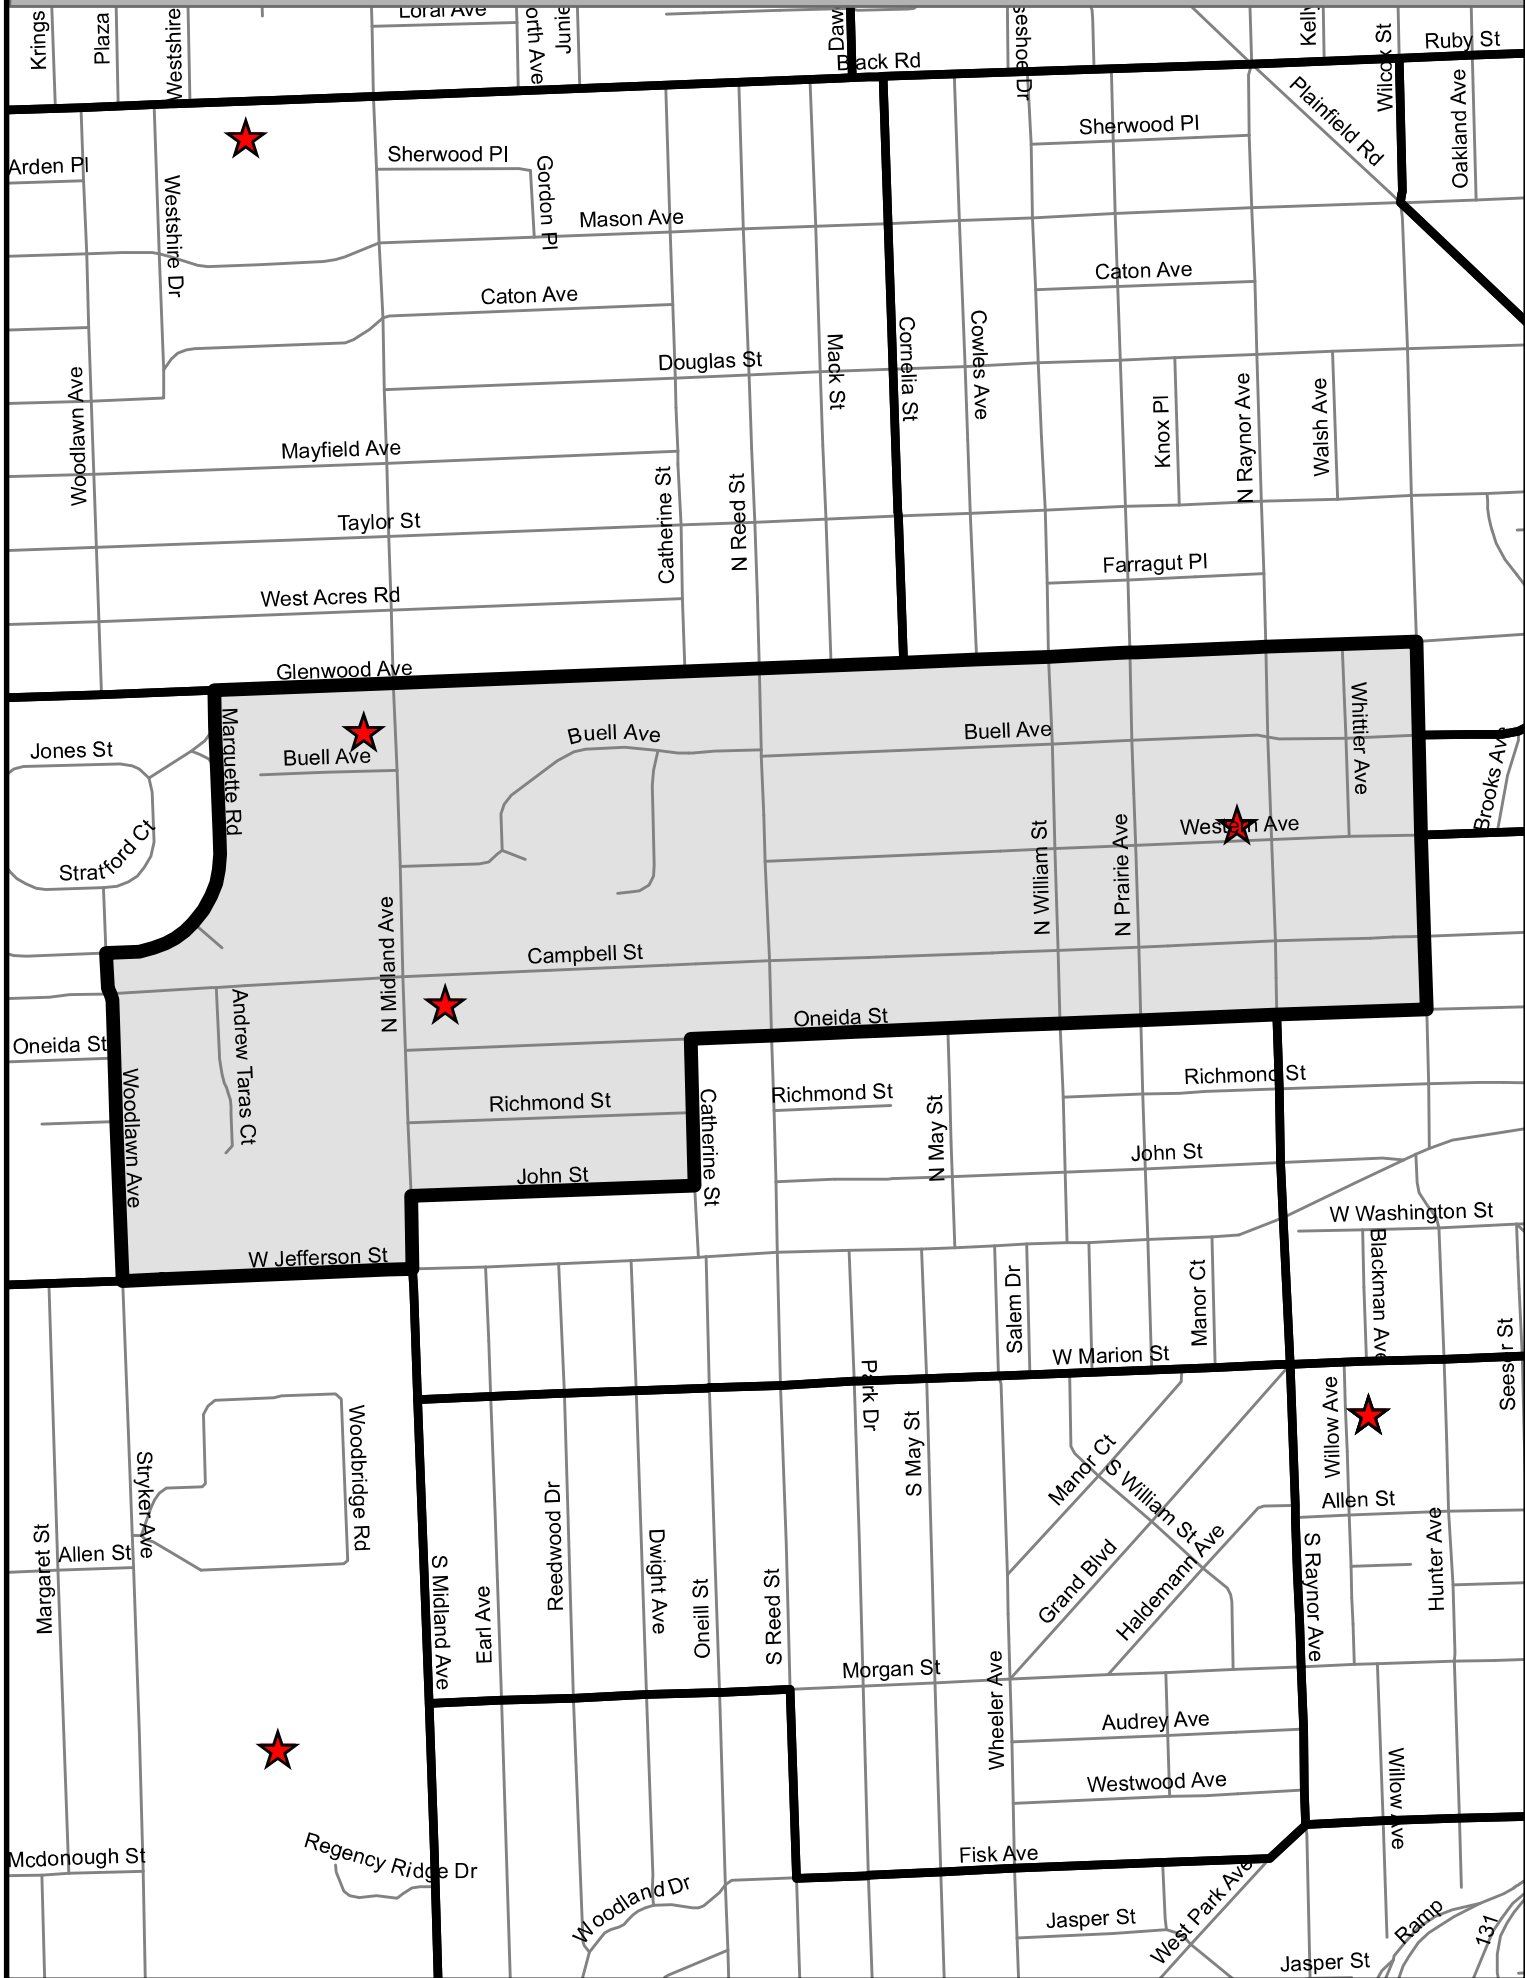 Krings
Plaza
Westshire
Loral Ave
orth Ave
Junie
Daw
Black Rd
seshoe Dr
Kelly
Wilcox St
Ruby St
Plainfield Rd
Oakland Ave
Sherwood Pl
Sherwood Pl
Arden Pl
Westshire Dr
Gordon Pl
Mason Ave
Caton Ave
Caton Ave
Cornelia St
Cowles Ave
Mack St
Douglas St
Woodlawn Ave
Knox Pl
N Raynor Ave
Walsh Ave
Mayfield Ave
Catherine St
N Reed St
Taylor St
Farragut Pl
West Acres Rd
Glenwood Ave
Marquette Rd
Jones St
Buell Ave
Buell Ave
Buell Ave
Whittier Ave
Brooks Ave
Stratford Ct
N William St
N Prairie Ave
Western Ave
N Midland Ave
Campbell St
Andrew Taras Ct
Oneida St
Oneida St
Woodlawn Ave
Richmond St
Catherine St
Richmond St
N May St
Richmond St
John St
John St
W Jefferson St
W Washington St
Blackman Ave
Salem Dr
Manor Ct
W Marion St
Seeser St
Park Dr
Willow Ave
Woodbridge Rd
S May St
Manor Ct
S William St
Stryker Ave
Reedwood Dr
Allen St
Margaret St
Allen St
Dwight Ave
S Midland Ave
Earl Ave
Oneill St
S Reed St
Grand Blvd
Haldemann Ave
S Raynor Ave
Hunter Ave
Morgan St
Wheeler Ave
Audrey Ave
Westwood Ave
Willow Ave
Mcdonough St
Regency Ridge Dr
Fisk Ave
Woodland Dr
Jasper St
West Park Ave
Ramp
131
Jasper St